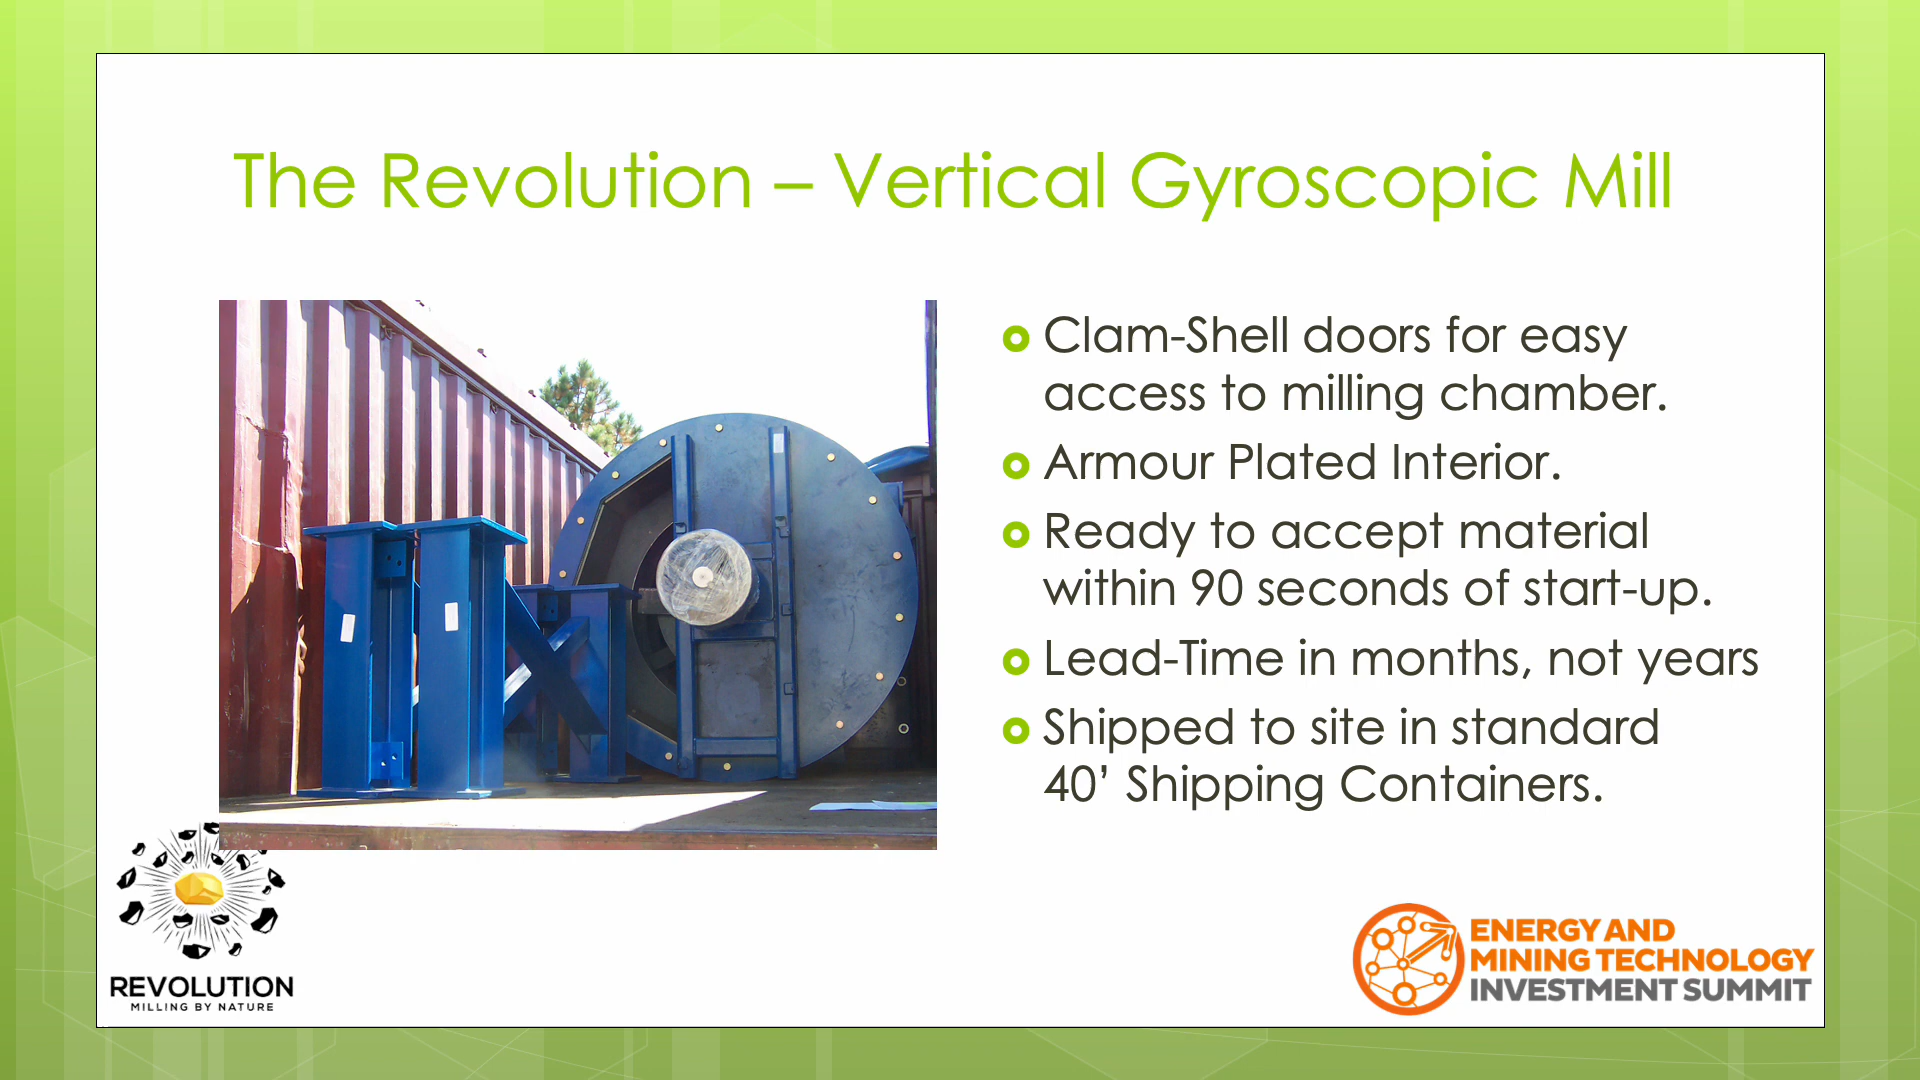 The Revolution – Vertical Gyroscopic Mill
Clam-Shell doors for easy
access to milling chamber.
Armour Plated Interior.
Ready to accept material
within 90 seconds of start-up.
Lead-Time in months, not years
Shipped to site in standard
40’ Shipping Containers.
REVOLUTION
MILLING BY NATURE
ENERGY AND
MINING TECHNOLOGY
INVESTMENT SUMMIT